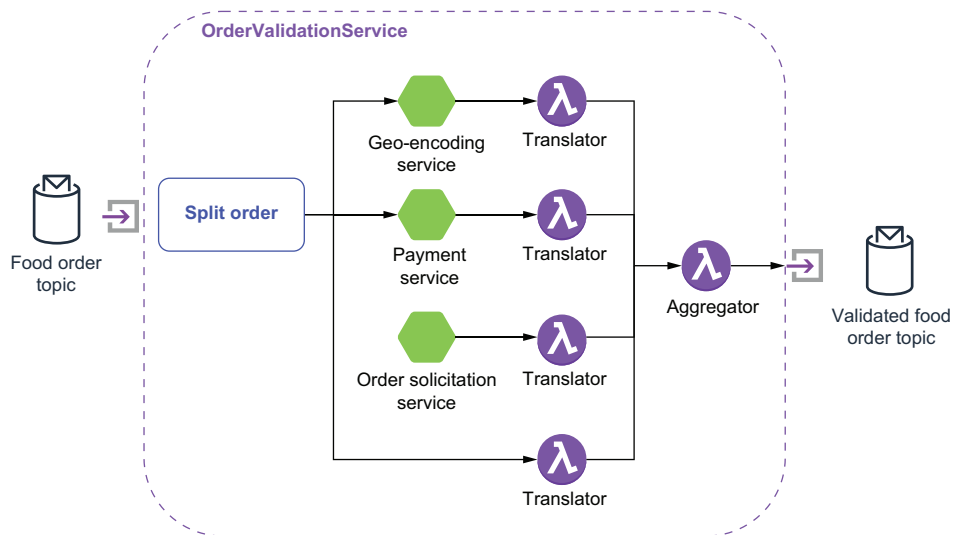 OrderValidationService
Geo-encoding
service
Translator
Split order
Food order
topic
Payment
service
Translator
Aggregator
Validated food
order topic
Order solicitation
service
Translator
Translator